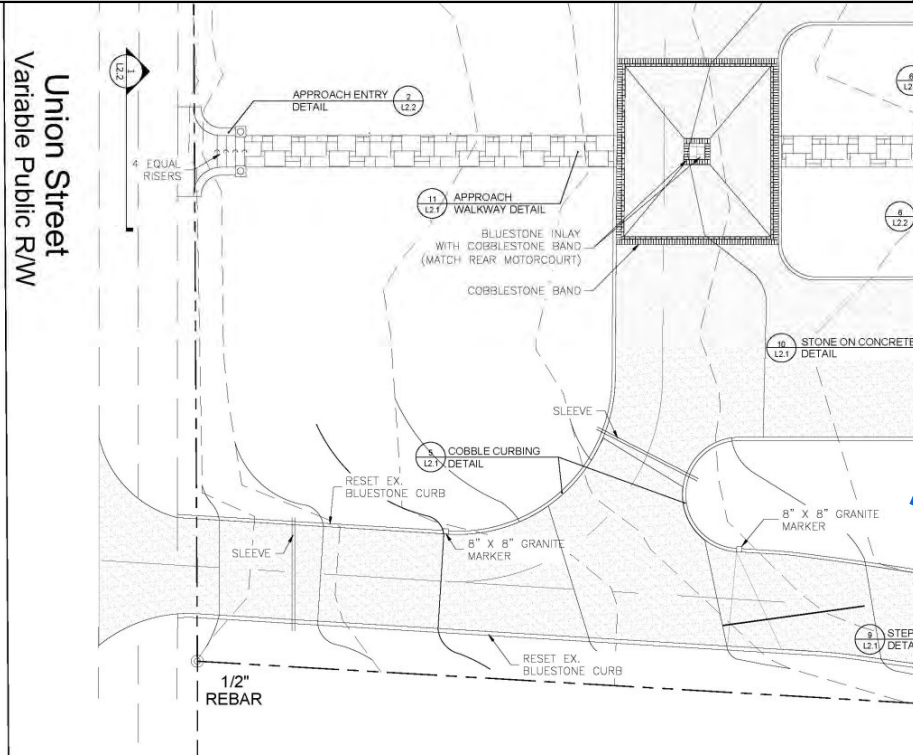 Union Street
Variable Public R/W
1
L2.2
APPROACH ENTRY
DETAIL
2
L2.2
4 EQUAL
RISERS
11
L2.1
APPROACH
WALKWAY DETAIL
BLUESTONE INLAY
WITH COBBLESTONE BAND
(MATCH REAR MOTORCOURT)
COBBLESTONE BAND
6
L2.2
10
L2.1
STONE ON CONCRETE
DETAIL
SLEEVE
5
L2.1
COBBLE CURBING
DETAIL
RESET EX.
BLUESTONE CURB
8" X 8" GRANITE
MARKER
8" X 8" GRANITE
MARKER
SLEEVE
9
L2.1
STEP
DETA
RESET EX.
BLUESTONE CURB
1/2"
REBAR